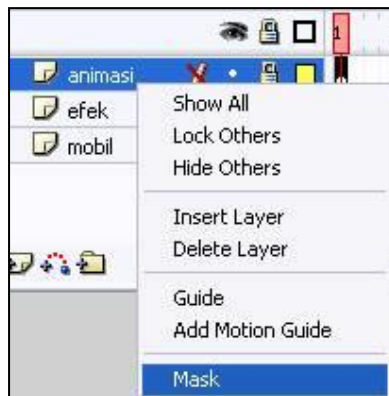 1
animasi
efek
mobil
Show All
Lock Others
Hide Others
Insert Layer
Delete Layer
Guide
Add Motion Guide
Mask